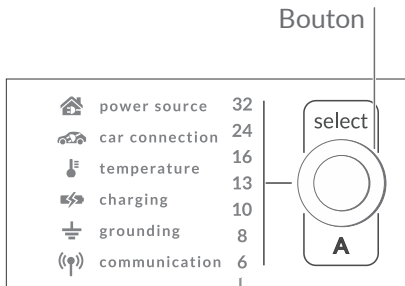 Bouton
power source 32
car connection 24
temperature 16
charging 13
grounding 10
communication 8
6
select
A